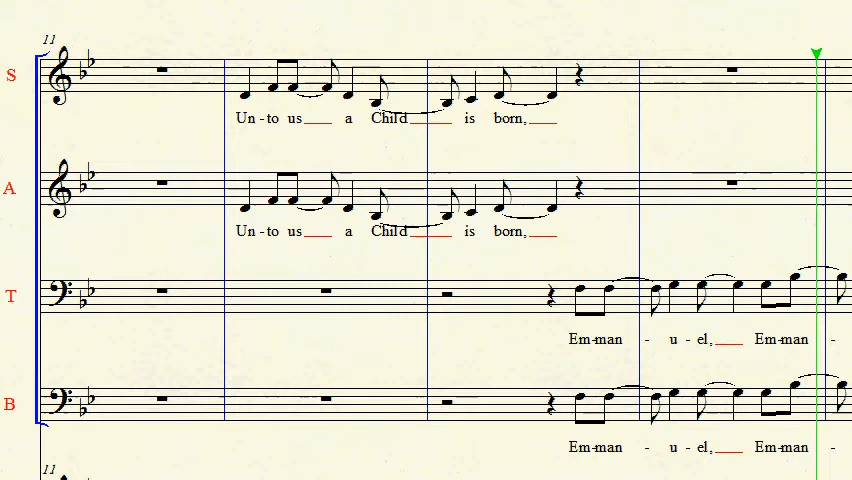 11
S
Un - to us a Child is born,
A
Un - to us a Child is born,
T
Em-man - u - el, Em-man -
B
Em-man - u - el, Em-man -
11